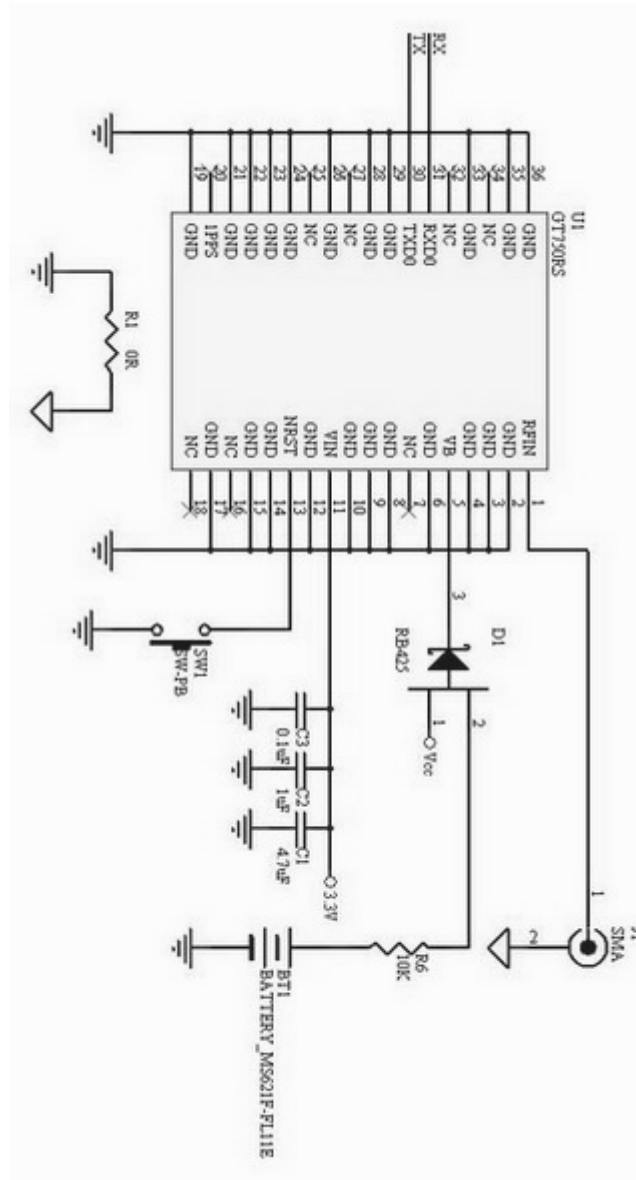 RX
TX
U1
GT750RS
36 GND
35 GND
34 NC
33 GND
32 NC
31 RXD0
30 TXD0
29 GND
28 GND
27 NC
26 GND
25 NC
24 GND
23 GND
22 GND
21 GND
20 1PPS
19 GND
RFIN 1
GND 2
GND 3
GND 4
VB 5
GND 6
NC 7
GND 8
GND 9
GND 10
VIN 11
GND 12
NRST 13
GND 14
GND 15
NC 16
GND 17
NC 18
R1 0R
D1
RB425
3
2
1
Vcc
SW1
SW-PB
C3
0.1uF
C2
1uF
C1
4.7uF
3.3V
1
SMA
2
R6
10K
BT1
BATTERY_MS621F-FL11E